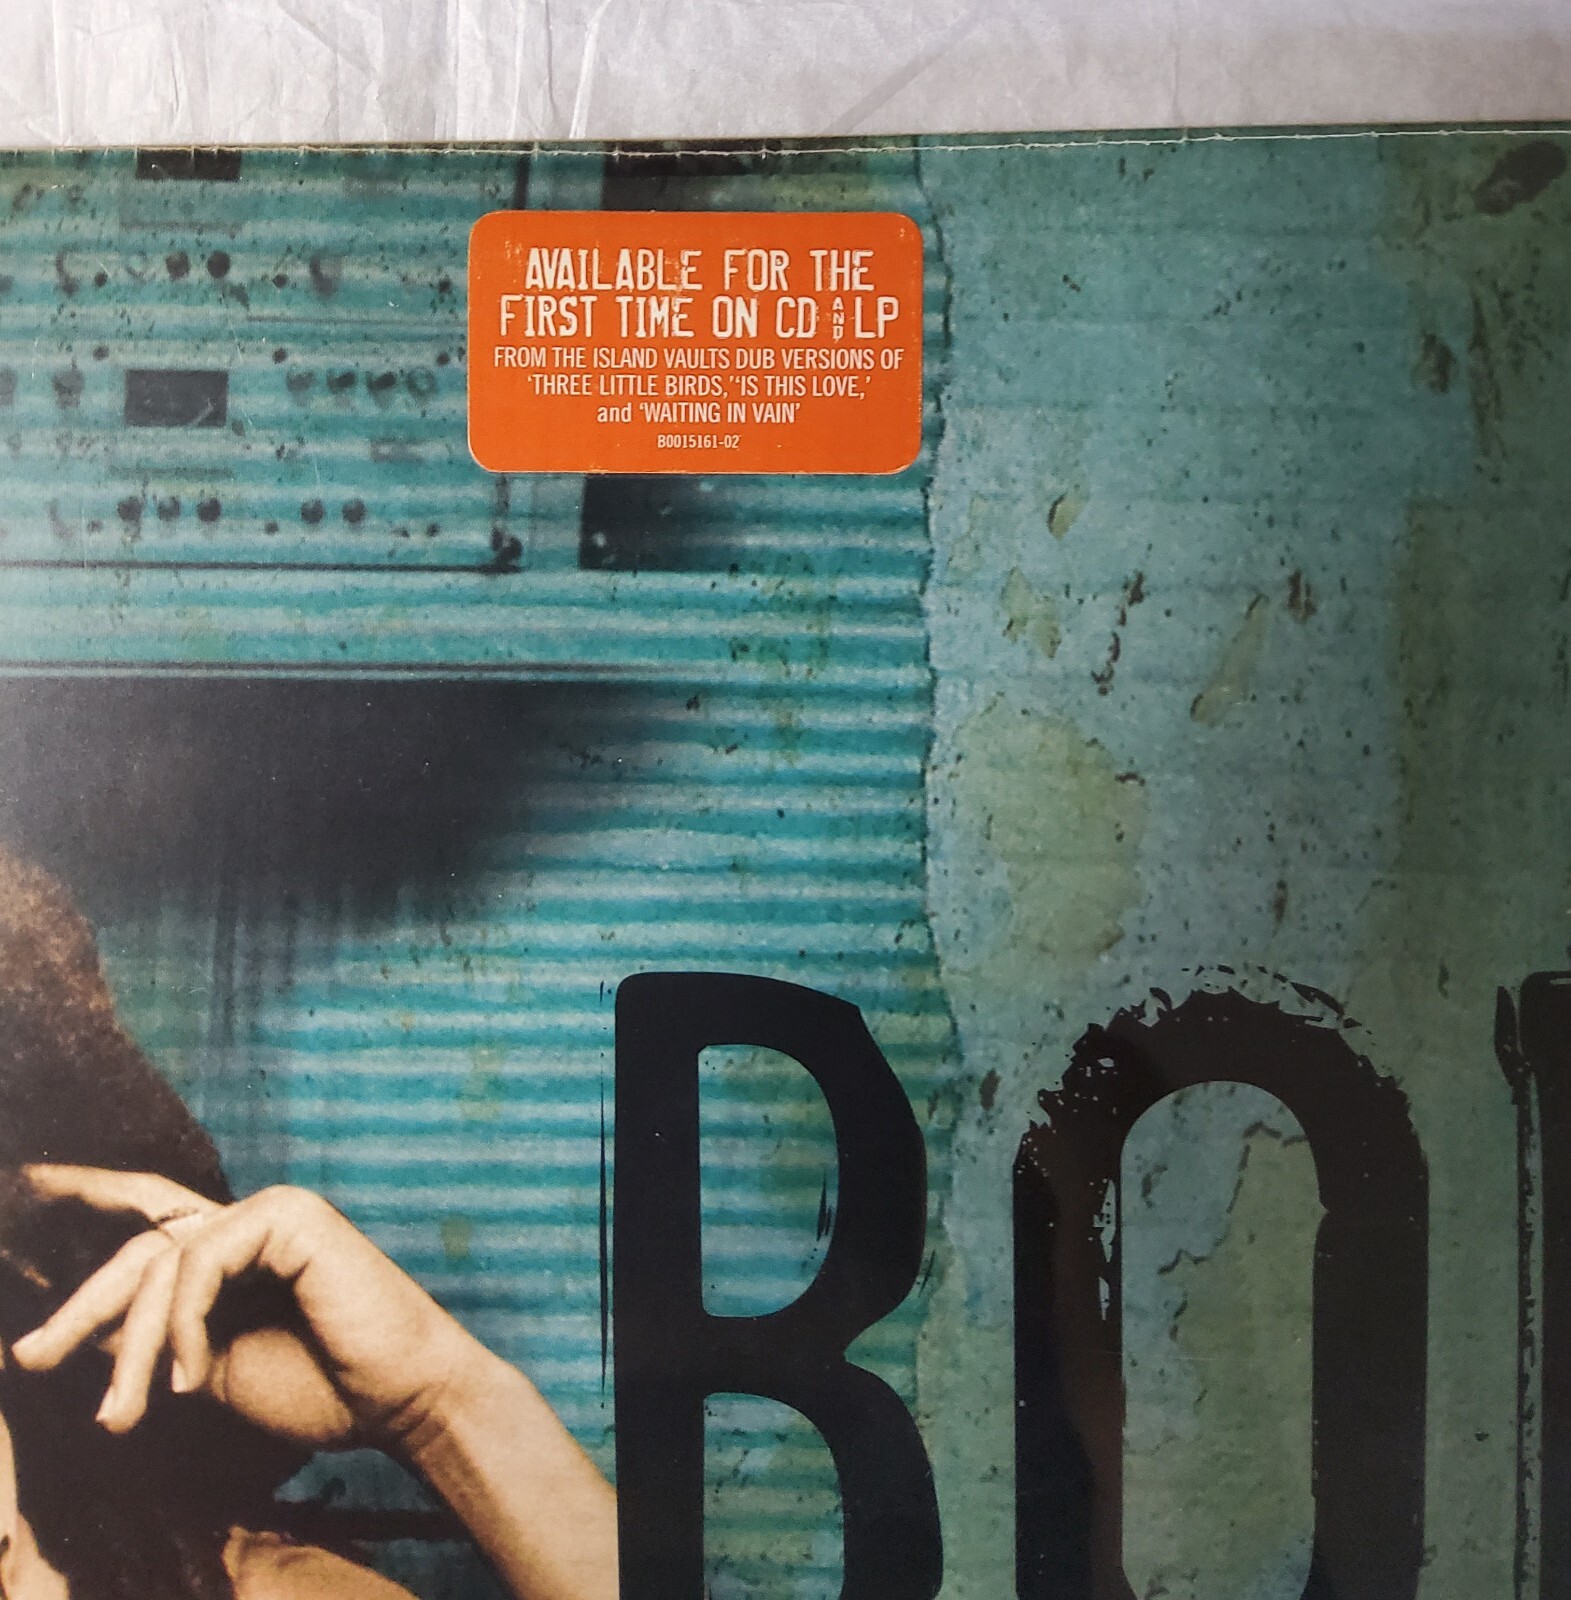 AVAILABLE FOR THE
FIRST TIME ON CD AND LP
FROM THE ISLAND VAULTS DUB VERSIONS OF
‘THREE LITTLE BIRDS,’ ‘IS THIS LOVE,’
and ‘WAITING IN VAIN’
B0015161-02
BO